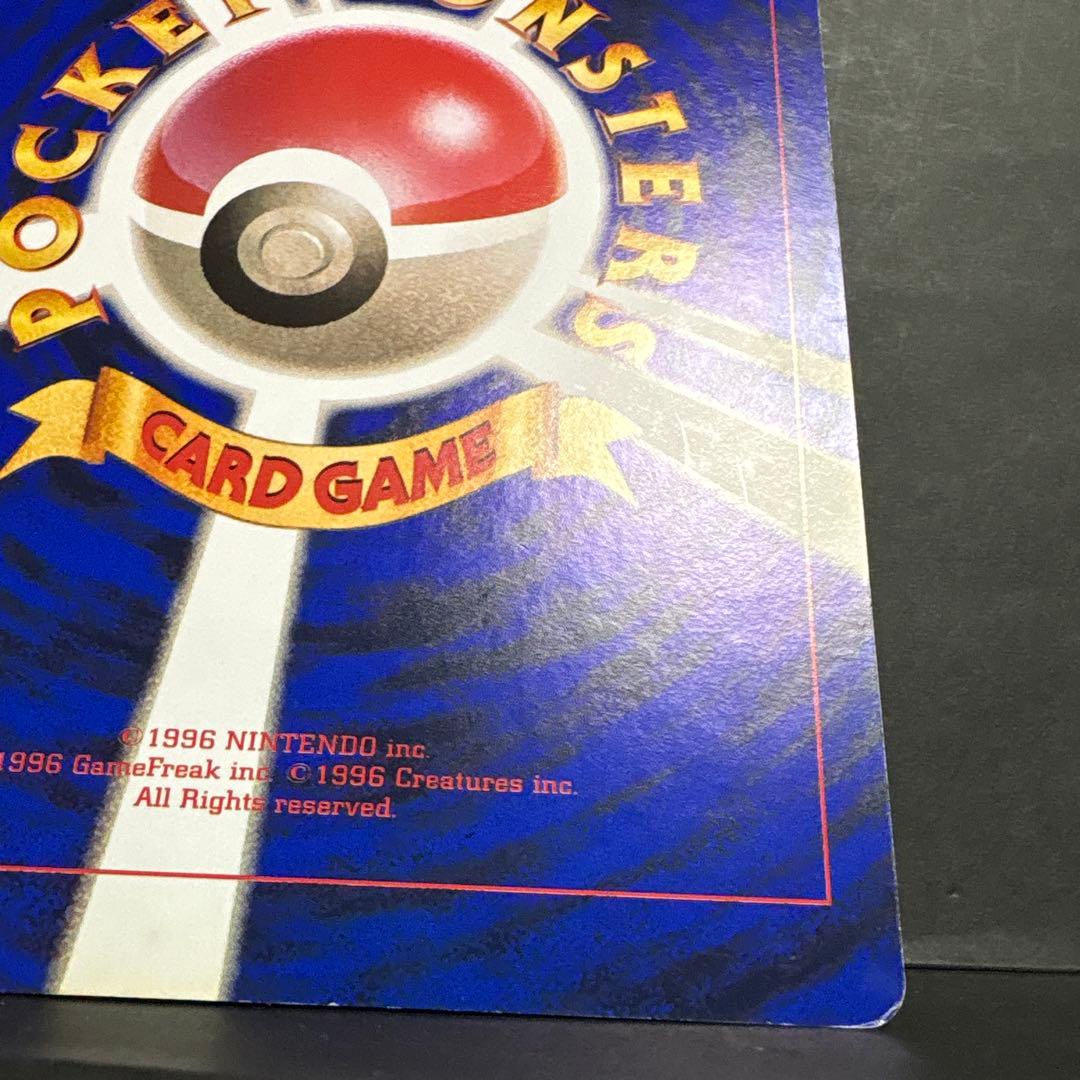 POCKET MONSTERS
CARD GAME
©1996 NINTENDO inc.
1996 GameFreak inc. ©1996 Creatures inc.
All Rights reserved.